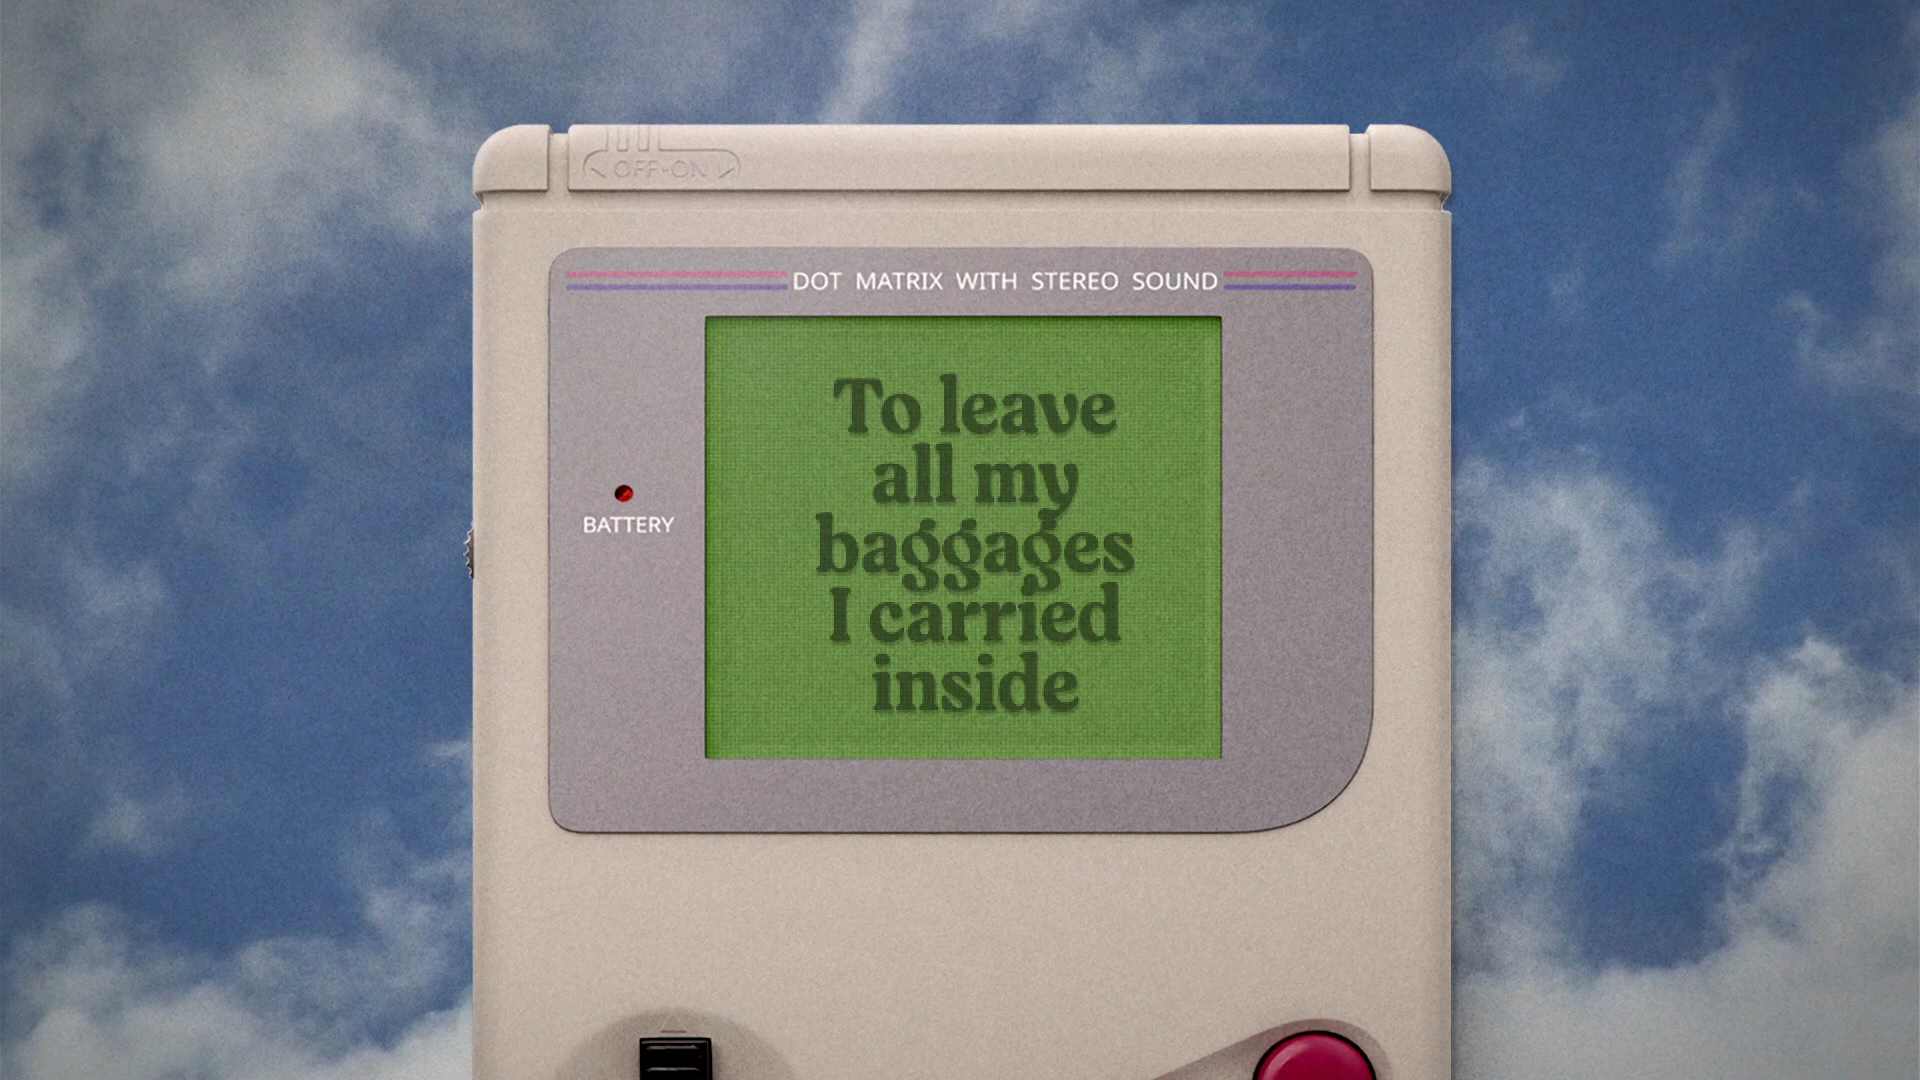 OFF-ON
DOT MATRIX WITH STEREO SOUND
To leave
all my
baggages
I carried
inside
BATTERY